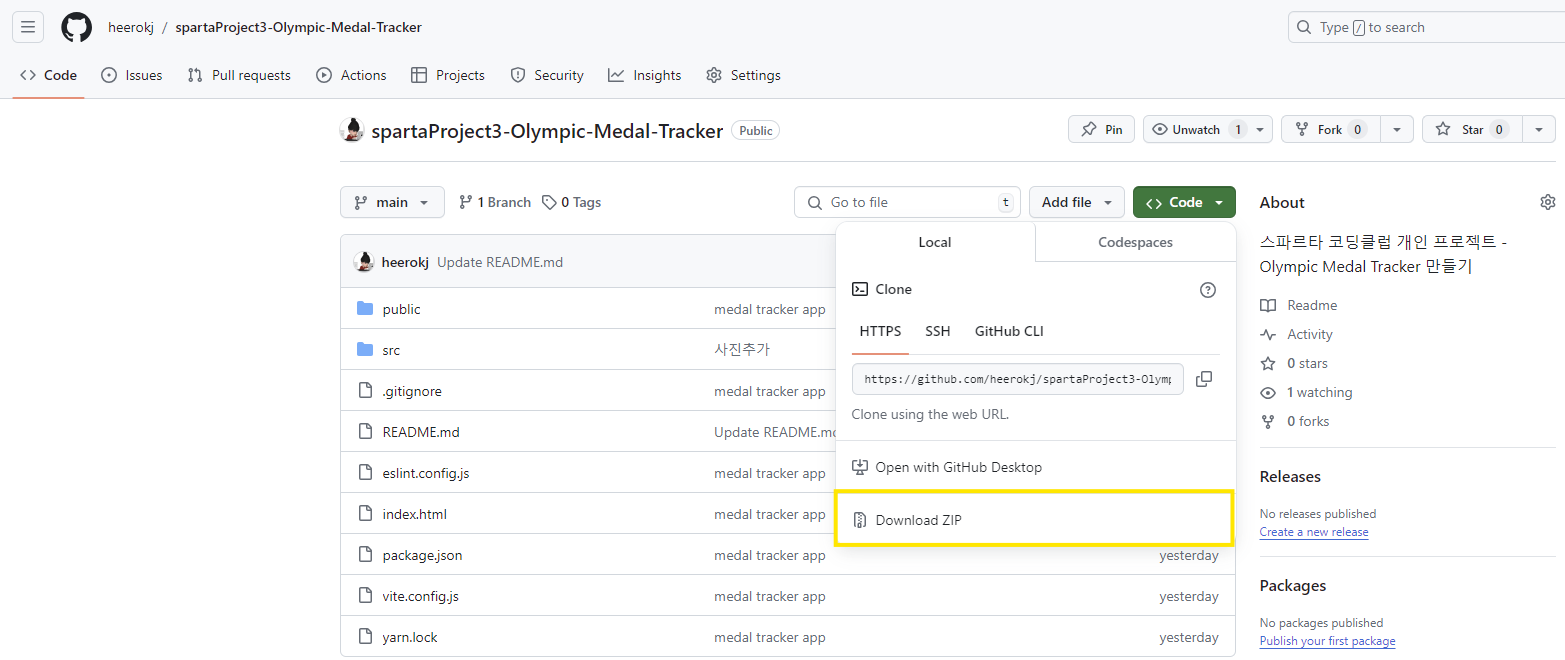 heerokj / spartaProject3-Olympic-Medal-Tracker
Type / to search
Code Issues Pull requests Actions Projects Security Insights Settings
spartaProject3-Olympic-Medal-Tracker Public
Pin Unwatch 1 Fork 0 Star 0
main 1 Branch 0 Tags Go to file t Add file Code
heerokj Update README.md
public medal tracker app
src 사진추가
.gitignore medal tracker app
README.md Update README.md
eslint.config.js medal tracker app
index.html medal tracker app
package.json medal tracker app yesterday
vite.config.js medal tracker app yesterday
yarn.lock medal tracker app yesterday
Local Codespaces
Clone
HTTPS SSH GitHub CLI
https://github.com/heerokj/spartaProject3-Olymp
Clone using the web URL.
Open with GitHub Desktop
Download ZIP
About
스파르타 코딩클럽 개인 프로젝트 -
Olympic Medal Tracker 만들기
Readme
Activity
0 stars
1 watching
0 forks
Releases
No releases published
Create a new release
Packages
No packages published
Publish your first package